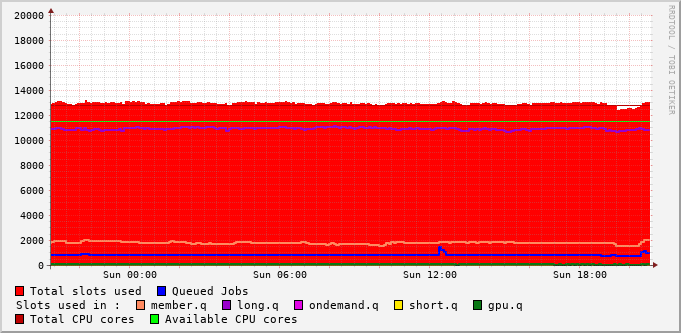 RRDTOOL / TOBI OETIKER
20000
18000
16000
14000
12000
10000
8000
6000
4000
2000
0
Sun 00:00 Sun 06:00 Sun 12:00 Sun 18:00
Total slots used Queued Jobs
Slots used in : member.q long.q ondemand.q short.q gpu.q
Total CPU cores Available CPU cores